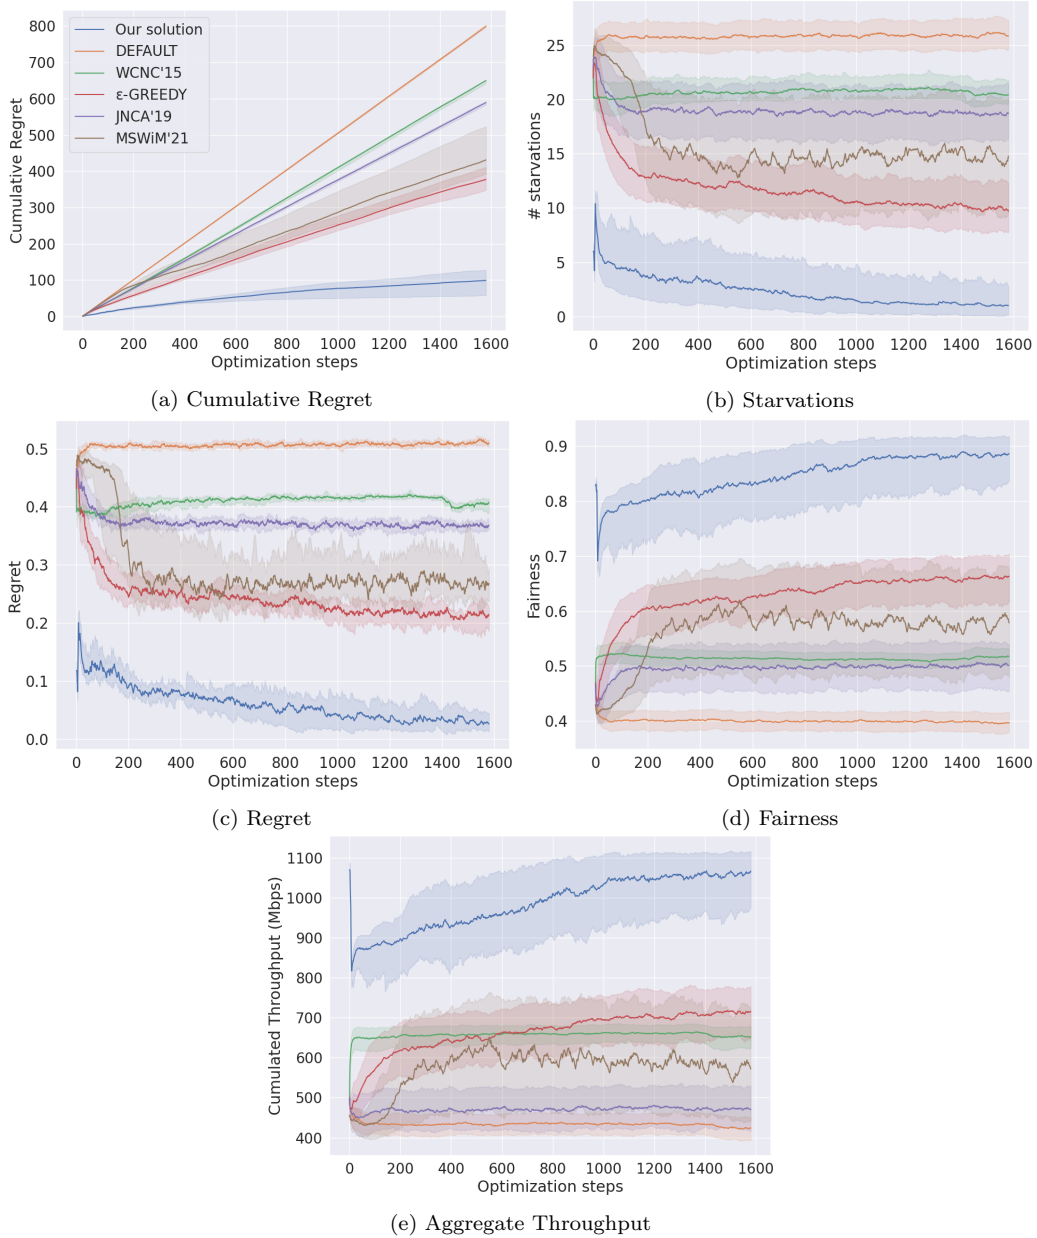 800
700
600
500
400
300
200
100
0
Cumulative Regret
Our solution
DEFAULT
WCNC'15
ε-GREEDY
JNCA'19
MSWiM'21
0 200 400 600 800 1000 1200 1400 1600
Optimization steps
(a) Cumulative Regret
25
20
15
10
5
0
# starvations
0 200 400 600 800 1000 1200 1400 1600
Optimization steps
(b) Starvations
0.5
0.4
0.3
0.2
0.1
0.0
Regret
0 200 400 600 800 1000 1200 1400 1600
Optimization steps
(c) Regret
0.9
0.8
0.7
0.6
0.5
0.4
Fairness
0 200 400 600 800 1000 1200 1400 1600
Optimization steps
(d) Fairness
1100
1000
900
800
700
600
500
400
Cumulated Throughput (Mbps)
0 200 400 600 800 1000 1200 1400 1600
Optimization steps
(e) Aggregate Throughput